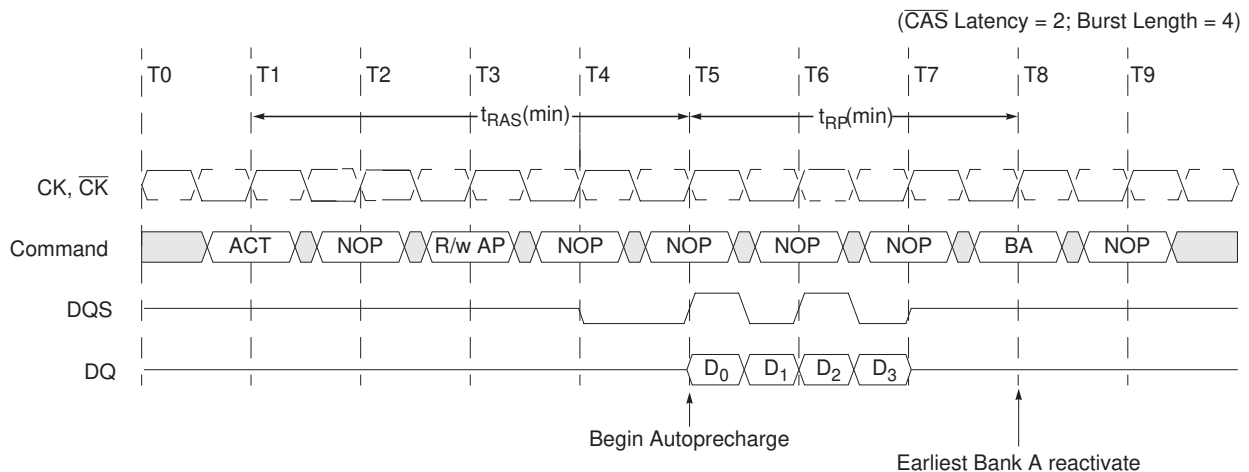 (CAS Latency = 2; Burst Length = 4)
T0 T1 T2 T3 T4 T5 T6 T7 T8 T9
tRAS(min) tRP(min)
CK, CK
Command ACT NOP R/w AP NOP NOP NOP NOP BA NOP
DQS
DQ D0 D1 D2 D3
Begin Autoprecharge
Earliest Bank A reactivate